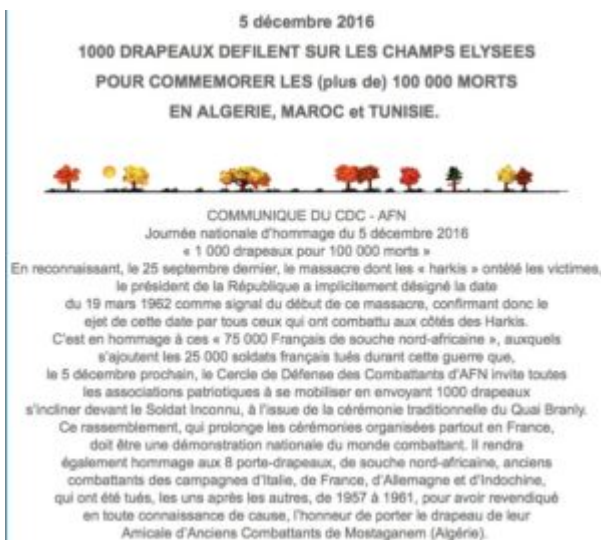 5 décembre 2016
1000 DRAPEAUX DEFILENT SUR LES CHAMPS ELYSEES
POUR COMMEMORER LES (plus de) 100 000 MORTS
EN ALGERIE, MAROC et TUNISIE.
COMMUNIQUE DU CDC - AFN
Journée nationale d'hommage du 5 décembre 2016
« 1 000 drapeaux pour 100 000 morts »
En reconnaissant, le 25 septembre dernier, le massacre dont les « harkis » ontété les victimes,
le président de la République a implicitement désigné la date
du 19 mars 1962 comme signal du début de ce massacre, confirmant donc le
ejet de cette date par tous ceux qui ont combattu aux côtés des Harkis.
C'est en hommage à ces « 75 000 Français de souche nord-africaine », auxquels
s'ajoutent les 25 000 soldats français tués durant cette guerre que,
le 5 décembre prochain, le Cercle de Défense des Combattants d'AFN invite toutes
les associations patriotiques à se mobiliser en envoyant 1000 drapeaux
s'incliner devant le Soldat Inconnu, à l'issue de la cérémonie traditionnelle du Quai Branly.
Ce rassemblement, qui prolonge les cérémonies organisées partout en France,
doit être une démonstration nationale du monde combattant. Il rendra
également hommage aux 8 porte-drapeaux, de souche nord-africaine, anciens
combattants des campagnes d'Italie, de France, d'Allemagne et d'Indochine,
qui ont été tués, les uns après les autres, de 1957 à 1961, pour avoir revendiqué
en toute connaissance de cause, l'honneur de porter le drapeau de leur
Amicale d'Anciens Combattants de Mostaganem (Algérie).